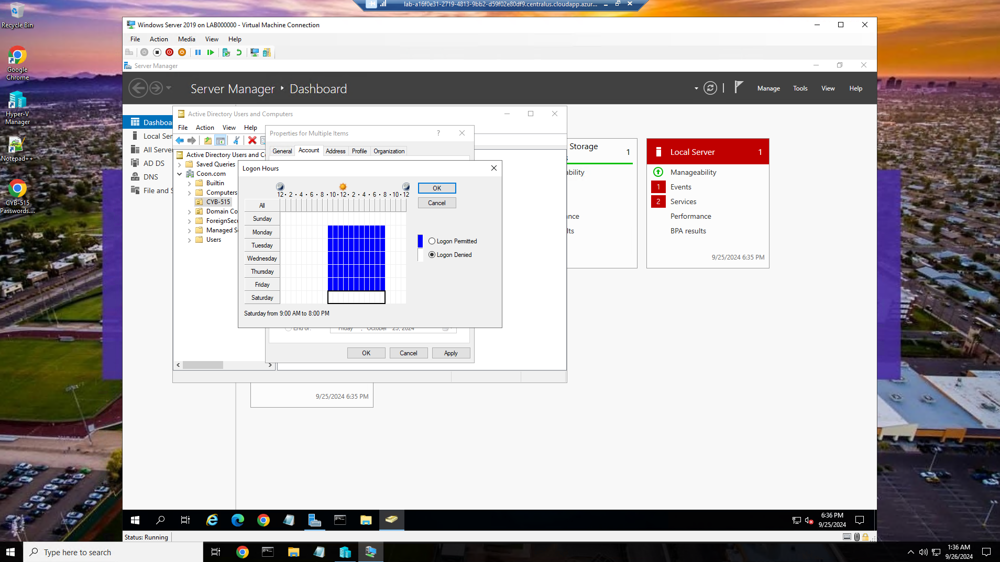 lab-a16f0e31-2719-4813-9bb2-d59f02e80df9.centralus.cloudapp.azur...
Recycle Bin
Google Chrome
Hyper-V Manager
Notepad++
CYB-515 Passwords....
Windows Server 2019 on LAB000000 - Virtual Machine Connection
File Action Media View Help
Server Manager
Server Manager Dashboard
Manage Tools View Help
Dashboa
Local Ser
All Server
AD DS
DNS
File and S
Active Directory Users and Computers
File Action View Help
Active Directory Users and C
Saved Queries
Coon.com
Builtin
Computers
CYB-515
Domain Co
ForeignSecu
Managed Se
Users
Properties for Multiple Items ?
General Account Address Profile Organization
Logon Hours
12 · 2 · 4 · 6 · 8 · 10 · 12 · 2 · 4 · 6 · 8 · 10 · 12
All
Sunday
Monday
Tuesday
Wednesday
Thursday
Friday
Saturday
Saturday from 9:00 AM to 8:00 PM
OK
Cancel
Logon Permitted
Logon Denied
End of: Friday , October 25, 2024
OK Cancel Apply
Storage
1
ability
ance
lts
Local Server 1
Manageability
1 Events
2 Services
Performance
BPA results
9/25/2024 6:35 PM
9/25/2024 6:35 PM
6:36 PM
9/25/2024
Status: Running
Type here to search
1:36 AM
9/26/2024